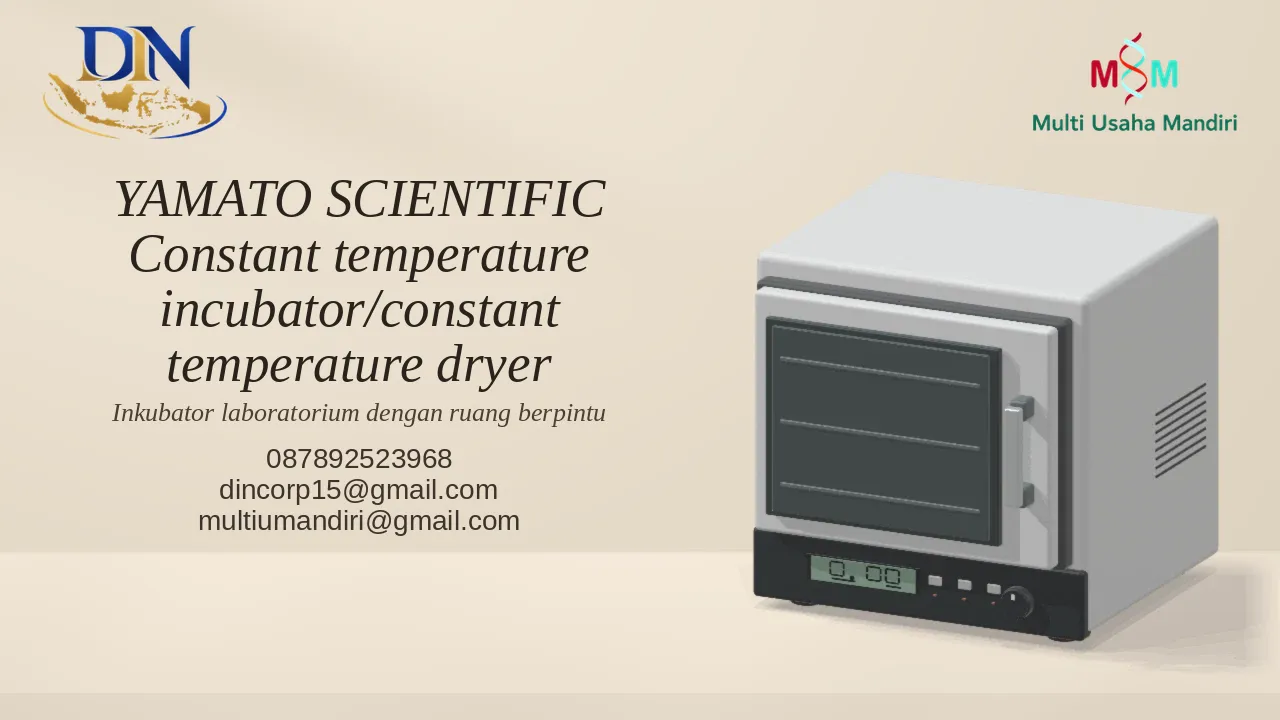 DN
M M
Multi Usaha Mandiri
YAMATO SCIENTIFIC
Constant temperature
incubator/constant
temperature dryer
Inkubator laboratorium dengan ruang berpintu
087892523968
dincorp15@gmail.com
multiumandiri@gmail.com
0.00